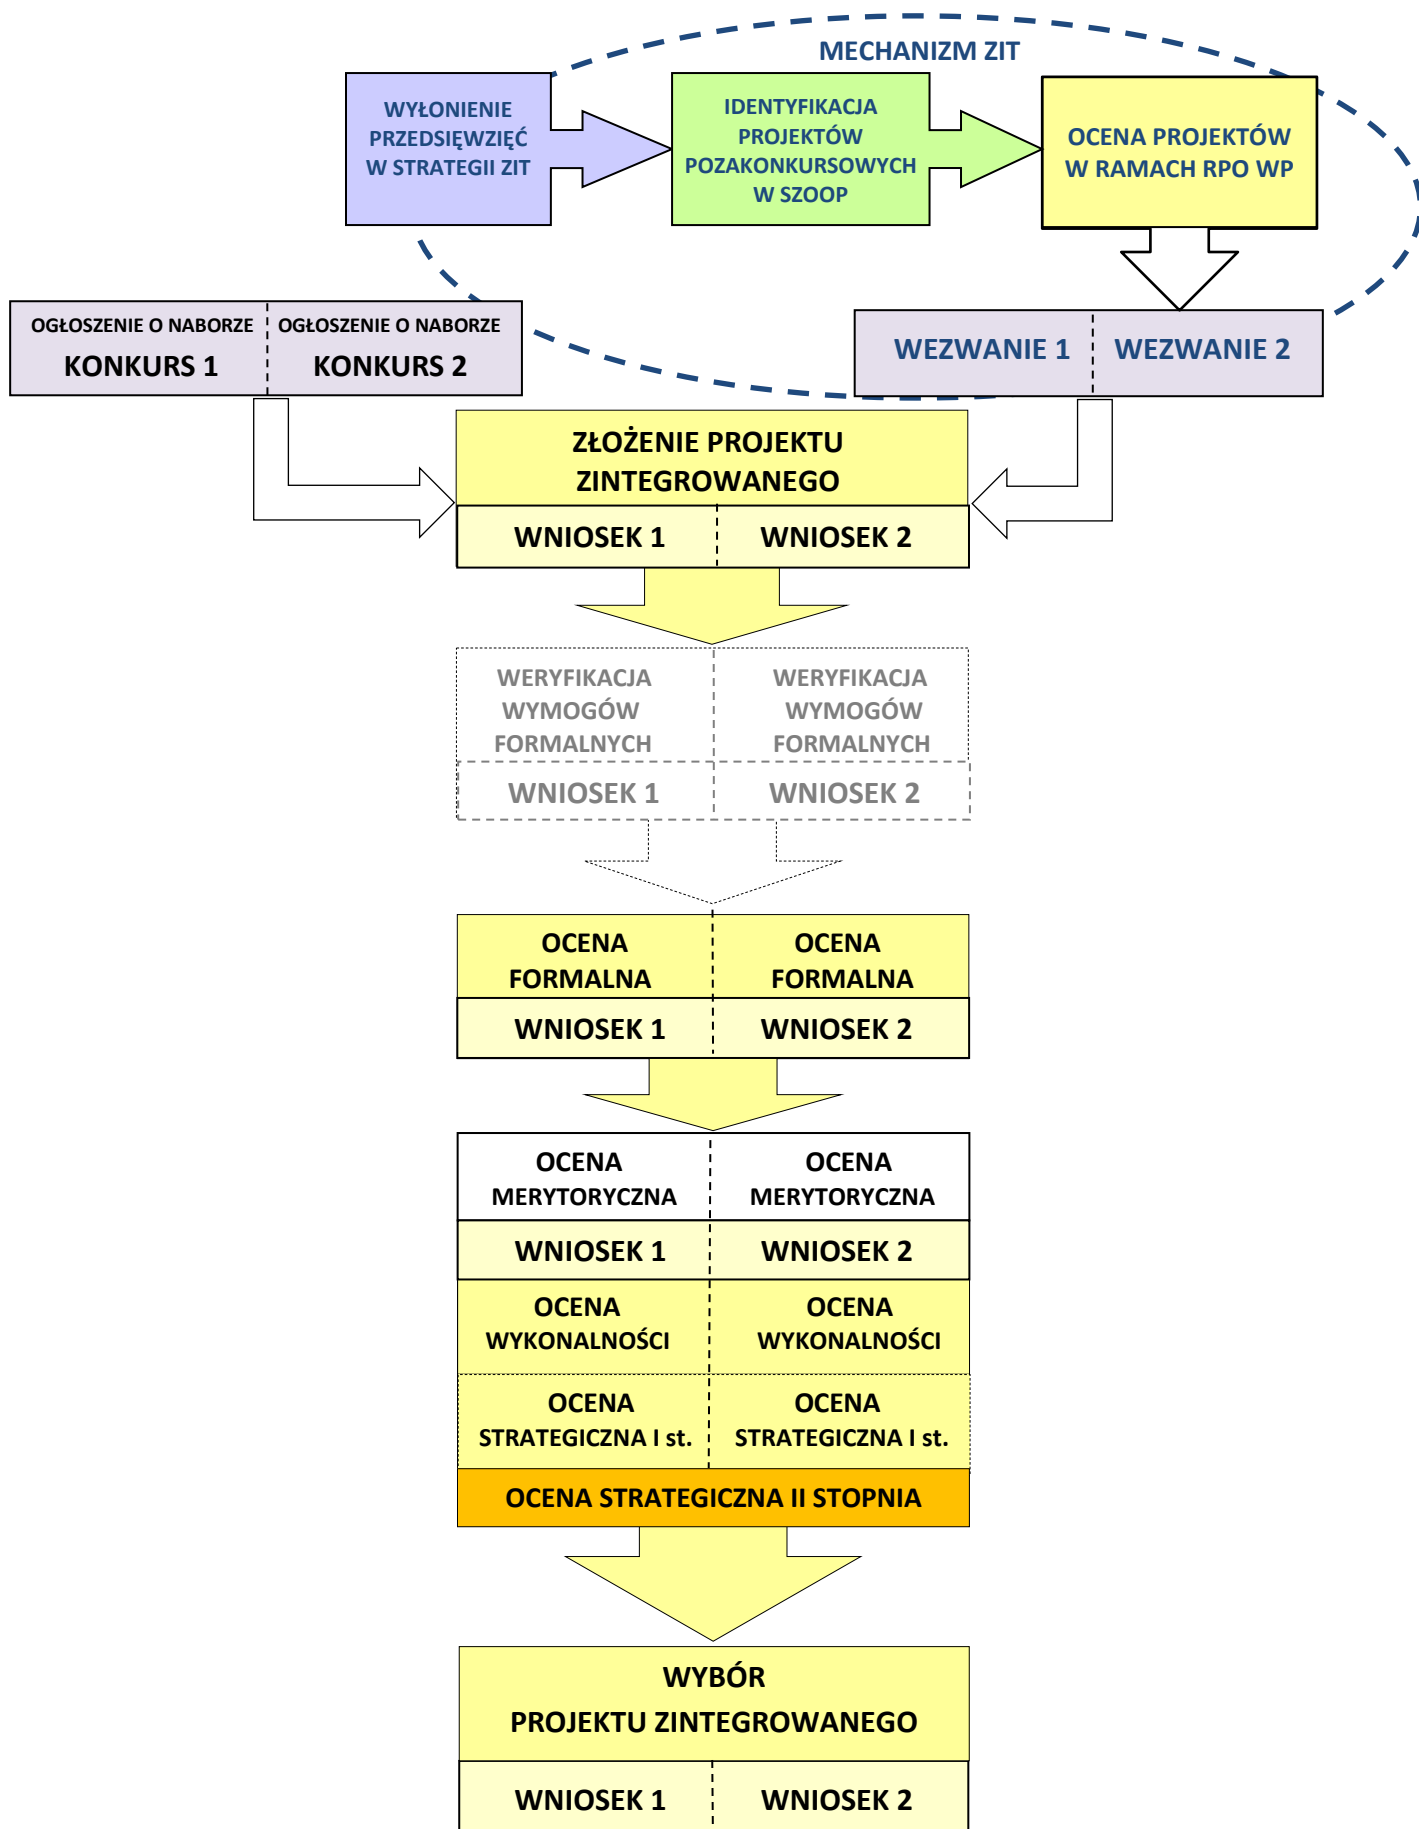 MECHANIZM ZIT
WYŁONIENIE
PRZEDSIĘWZIĘĆ
W STRATEGII ZIT
IDENTYFIKACJA
PROJEKTÓW
POZAKONKURSOWYCH
W SZOOP
OCENA PROJEKTÓW
W RAMACH RPO WP
OGŁOSZENIE O NABORZE
KONKURS 1
OGŁOSZENIE O NABORZE
KONKURS 2
WEZWANIE 1
WEZWANIE 2
ZŁOŻENIE PROJEKTU
ZINTEGROWANEGO
WNIOSEK 1
WNIOSEK 2
WERYFIKACJA
WYMOGÓW
FORMALNYCH
WERYFIKACJA
WYMOGÓW
FORMALNYCH
WNIOSEK 1
WNIOSEK 2
OCENA
FORMALNA
OCENA
FORMALNA
WNIOSEK 1
WNIOSEK 2
OCENA
MERYTORYCZNA
OCENA
MERYTORYCZNA
WNIOSEK 1
WNIOSEK 2
OCENA
WYKONALNOŚCI
OCENA
WYKONALNOŚCI
OCENA
STRATEGICZNA I st.
OCENA
STRATEGICZNA I st.
OCENA STRATEGICZNA II STOPNIA
WYBÓR
PROJEKTU ZINTEGROWANEGO
WNIOSEK 1
WNIOSEK 2